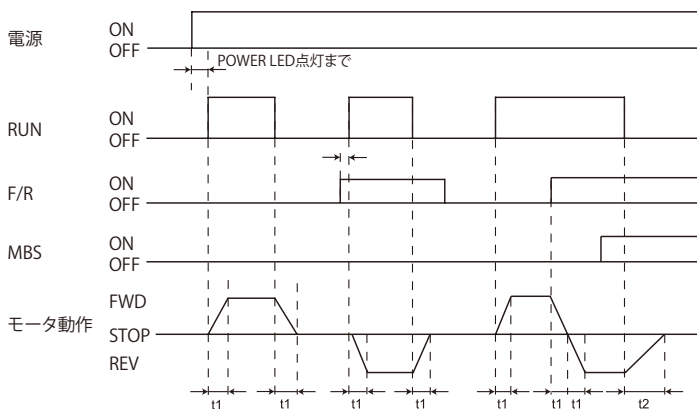 電源
ON
OFF
POWER LED点灯まで
RUN
ON
OFF
F/R
ON
OFF
MBS
ON
OFF
モータ動作
FWD
STOP
REV
t1 t1 t1 t1 t1 t1 t1 t2